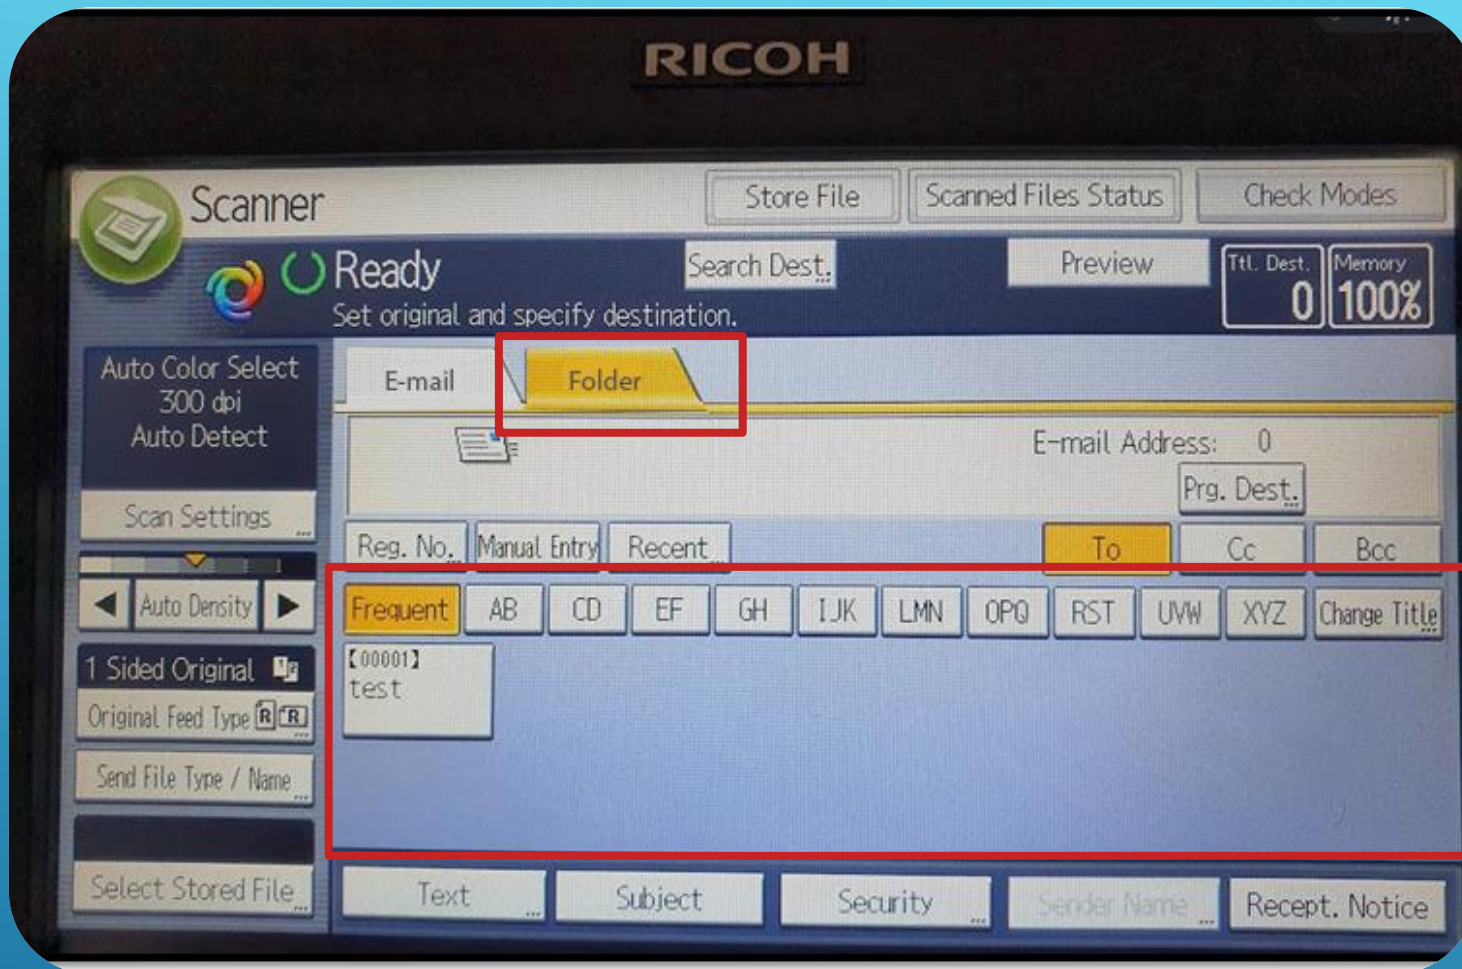 RICOH
Scanner
Store File
Scanned Files Status
Check Modes
Ready
Search Dest.
Preview
Ttl. Dest.
0
Memory
100%
Set original and specify destination.
Auto Color Select
300 dpi
Auto Detect
E-mail
Folder
E-mail Address: 0
Prg. Dest.
Scan Settings
Reg. No.
Manual Entry
Recent
To
Cc
Bcc
Auto Density
Frequent
AB
CD
EF
GH
IJK
LMN
OPQ
RST
UVW
XYZ
Change Title
【00001】
test
1 Sided Original
Original Feed Type
R R
Send File Type / Name
Select Stored File
Text
Subject
Security
Sender Name
Recept. Notice